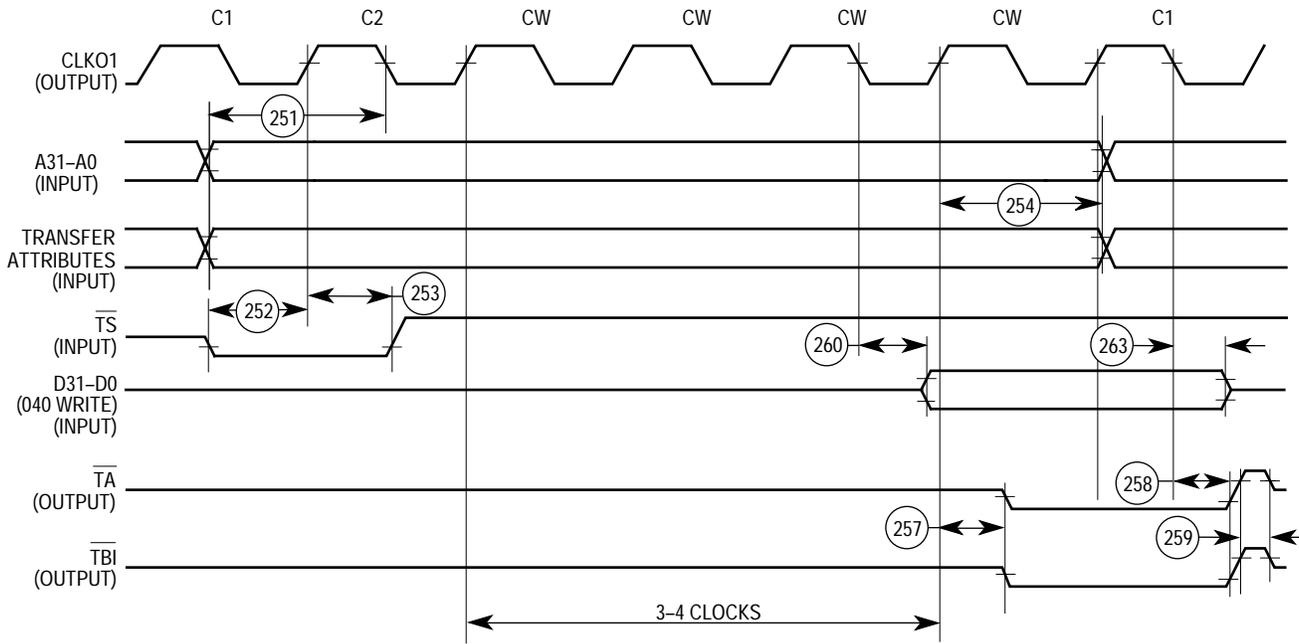 C1 C2 CW CW CW CW C1
CLKO1
(OUTPUT)
251
A31–A0
(INPUT)
254
TRANSFER
ATTRIBUTES
(INPUT)
252
253
TS
(INPUT)
260
263
D31–D0
(040 WRITE)
(INPUT)
TA
(OUTPUT)
258
257
259
TBI
(OUTPUT)
3–4 CLOCKS